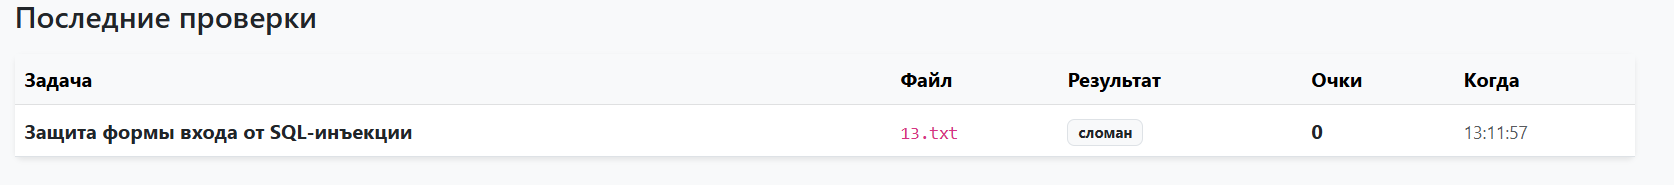 Последние проверки
Задача Файл Результат Очки Когда
Защита формы входа от SQL-инъекции 13.txt сломан 0 13:11:57